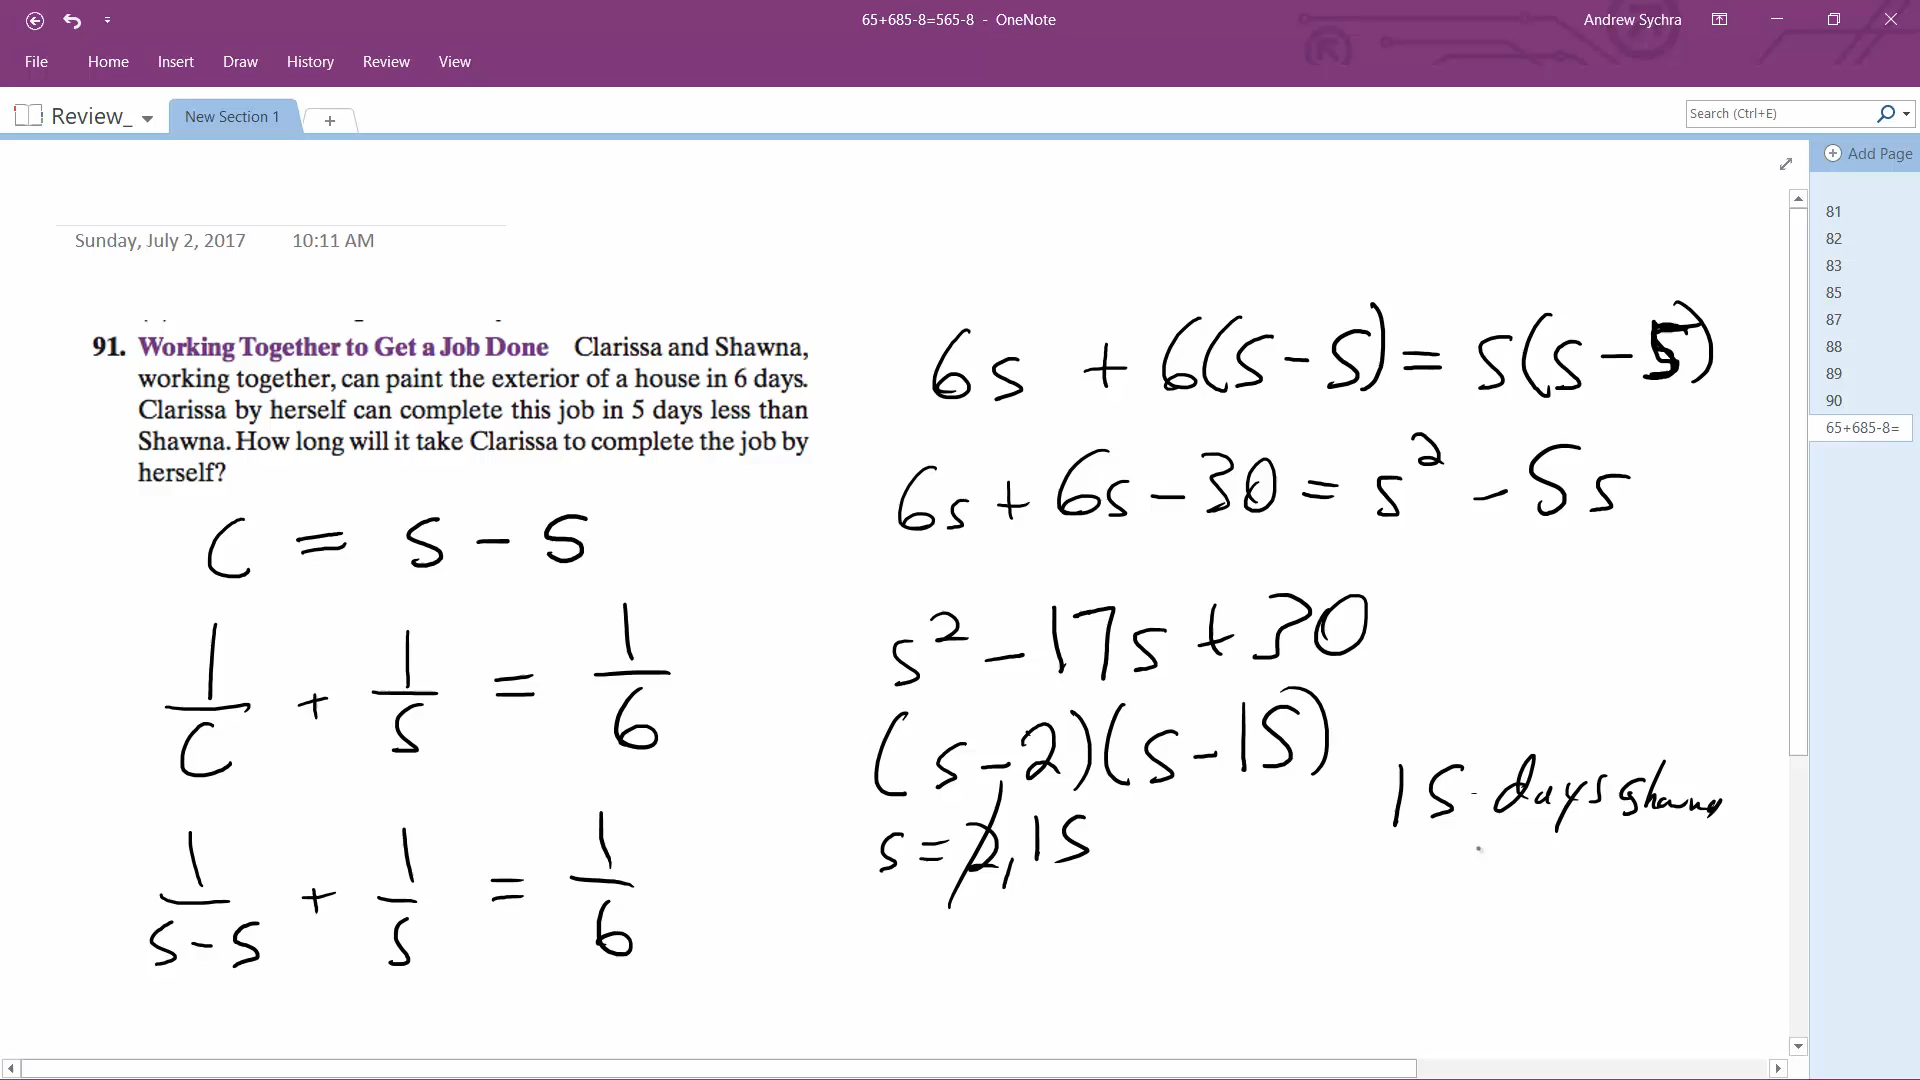 65+685-8=565-8 - OneNote
Andrew Sychra
File Home Insert Draw History Review View
Review_
New Section 1
+
Search (Ctrl+E)
Add Page
81
82
83
85
87
88
89
90
65+685-8=
Sunday, July 2, 2017 10:11 AM
91. Working Together to Get a Job Done Clarissa and Shawna,
working together, can paint the exterior of a house in 6 days.
Clarissa by herself can complete this job in 5 days less than
Shawna. How long will it take Clarissa to complete the job by
herself?
C = S - 5
1/C + 1/S = 1/6
1/S-5 + 1/S = 1/6
6s + 6(s-5) = s(s-5)
6s + 6s - 30 = s² - 5s
s² - 17s + 30
(s-2)(s-15)
s = 2, 15
15 days Shawna